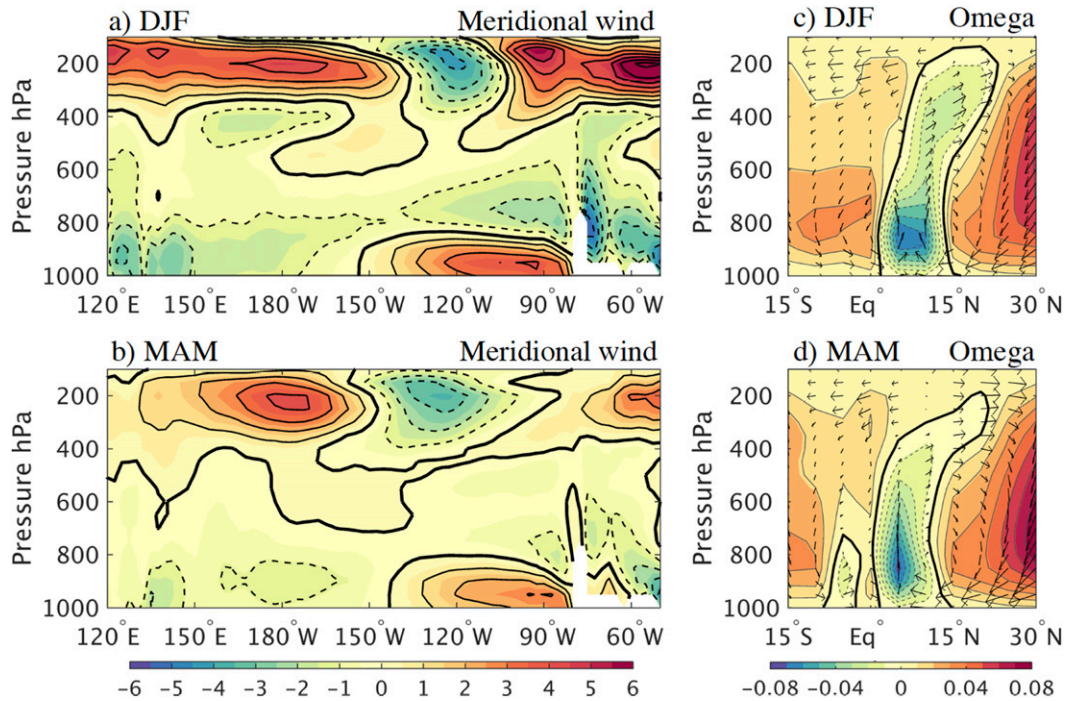 a) DJF Meridional wind
Pressure hPa
200
400
600
800
1000
120°E 150°E 180°W 150°W 120°W 90°W 60°W
c) DJF Omega
Pressure hPa
200
400
600
800
1000
15°S Eq 15°N 30°N
b) MAM Meridional wind
Pressure hPa
200
400
600
800
1000
120°E 150°E 180°W 150°W 120°W 90°W 60°W
d) MAM Omega
Pressure hPa
200
400
600
800
1000
15°S Eq 15°N 30°N
−6 −5 −4 −3 −2 −1 0 1 2 3 4 5 6
−0.08 −0.04 0 0.04 0.08